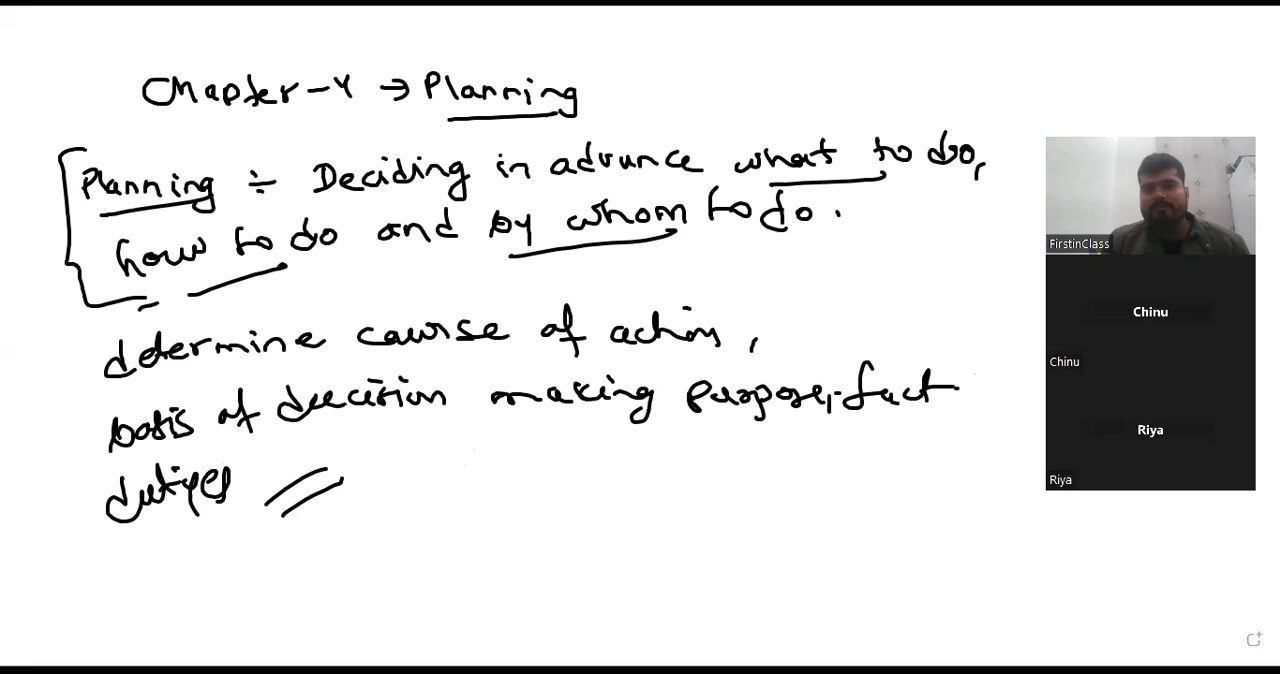 Chapter-4 → Planning
Planning ÷ Deciding in advance what to do,
how to do and by whom to do.
determine course of action,
basis of decision making purpose, fact
duties
FirstinClass
Chinu
Chinu
Riya
Riya